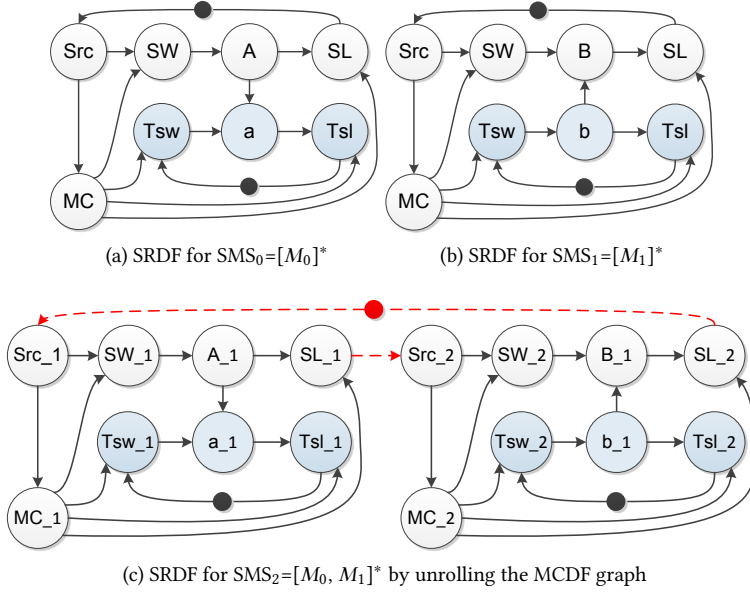 Src SW A SL
Tsw a Tsl
MC
(a) SRDF for SMS₀=[M₀]*
Src SW B SL
Tsw b Tsl
MC
(b) SRDF for SMS₁=[M₁]*
Src_1 SW_1 A_1 SL_1 Src_2 SW_2 B_1 SL_2
Tsw_1 a_1 Tsl_1 Tsw_2 b_1 Tsl_2
MC_1 MC_2
(c) SRDF for SMS₂=[M₀, M₁]* by unrolling the MCDF graph